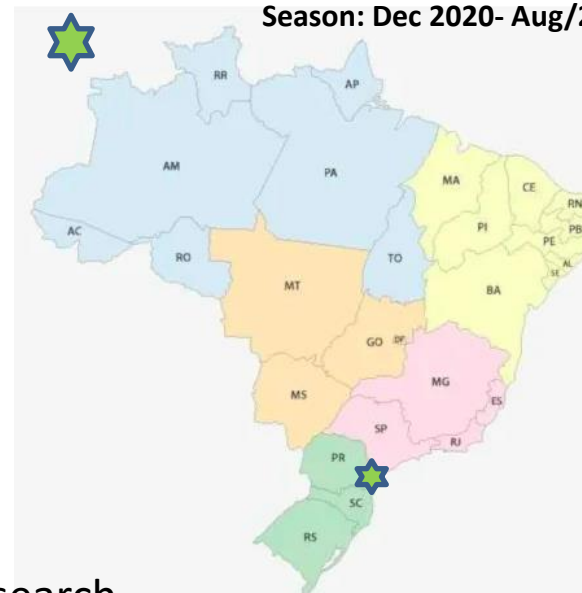 Season: Dec 2020- Aug/2
RR
AP
AM
PA
MA
CE
RN
PB
PI
PE
AL
SE
AC
RO
TO
BA
MT
GO
DF
MG
MS
ES
SP
RJ
PR
SC
RS
search